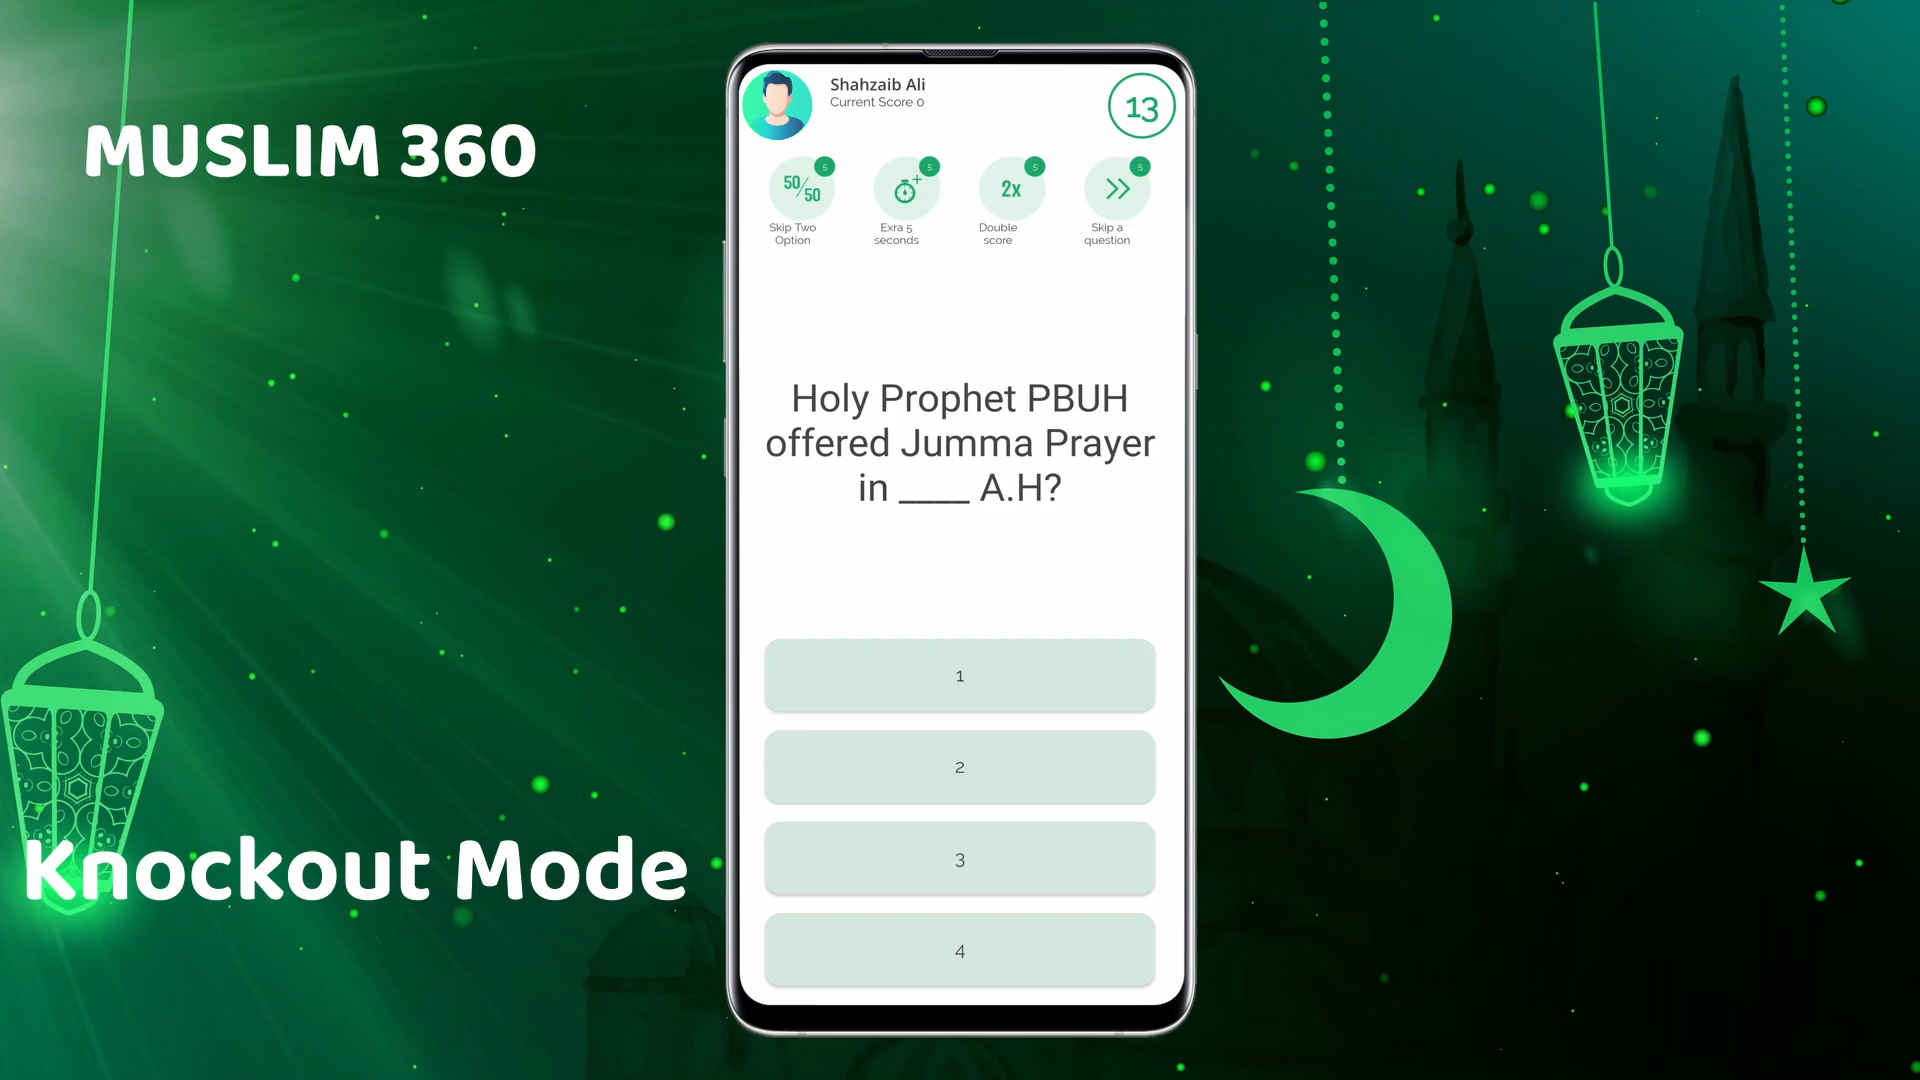 MUSLIM 360
Knockout Mode
Shahzaib Ali
Current Score 0
13
50/50
5
5
2x
5
5
Skip Two
Option
Exra 5
seconds
Double
score
Skip a
question
Holy Prophet PBUH
offered Jumma Prayer
in ____ A.H?
1
2
3
4